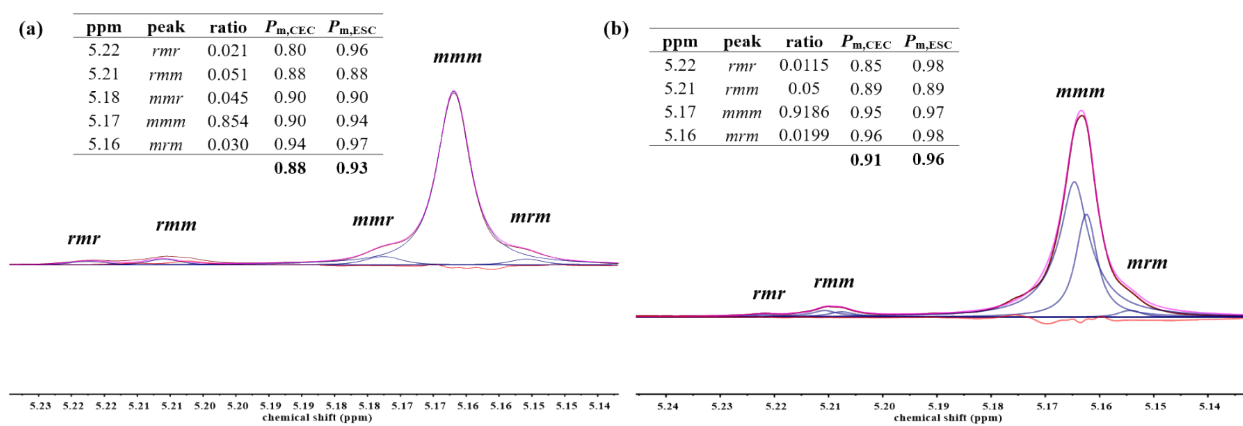 (a)
ppm peak ratio Pm,CEC Pm,ESC
5.22 rmr 0.021 0.80 0.96
5.21 rmm 0.051 0.88 0.88
5.18 mmr 0.045 0.90 0.90
5.17 mmm 0.854 0.90 0.94
5.16 mrm 0.030 0.94 0.97
0.88 0.93
mmm
rmr
rmm
mmr
mrm
5.23 5.22 5.22 5.21 5.21 5.20 5.20 5.19 5.19 5.18 5.18 5.17 5.17 5.16 5.16 5.15 5.15 5.14
chemical shift (ppm)
(b)
ppm peak ratio Pm,CEC Pm,ESC
5.22 rmr 0.0115 0.85 0.98
5.21 rmm 0.05 0.89 0.89
5.17 mmm 0.9186 0.95 0.97
5.16 mrm 0.0199 0.96 0.98
0.91 0.96
mmm
rmr
rmm
mrm
5.24 5.23 5.22 5.21 5.20 5.19 5.18 5.17 5.16 5.15 5.14
chemical shift (ppm)